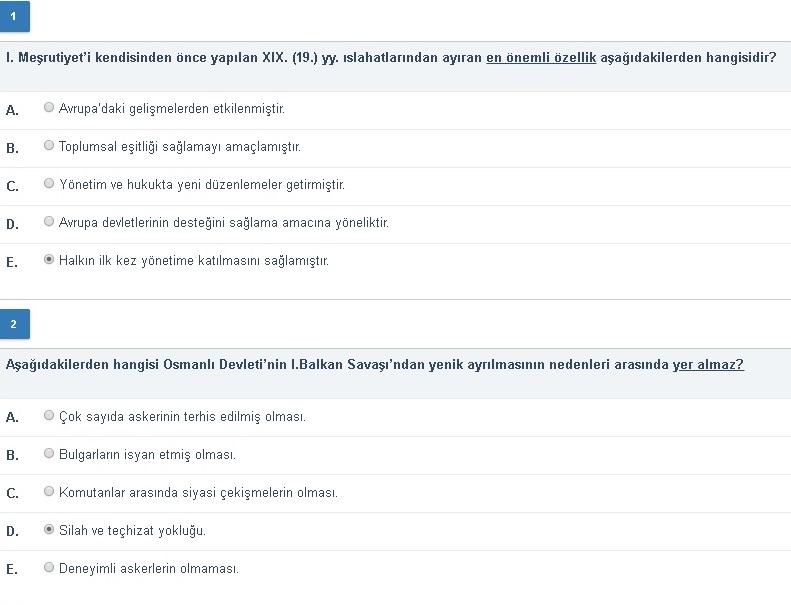 1
I. Meşrutiyet'i kendisinden önce yapılan XIX. (19.) yy. ıslahatlarından ayıran en önemli özellik aşağıdakilerden hangisidir?
A. Avrupa'daki gelişmelerden etkilenmiştir.
B. Toplumsal eşitliği sağlamayı amaçlamıştır.
C. Yönetim ve hukukta yeni düzenlemeler getirmiştir.
D. Avrupa devletlerinin desteğini sağlama amacına yöneliktir.
E. Halkın ilk kez yönetime katılmasını sağlamıştır.
2
Aşağıdakilerden hangisi Osmanlı Devleti'nin I.Balkan Savaşı'ndan yenik ayrılmasının nedenleri arasında yer almaz?
A. Çok sayıda askerinin terhis edilmiş olması.
B. Bulgarların isyan etmiş olması.
C. Komutanlar arasında siyasi çekişmelerin olması.
D. Silah ve teçhizat yokluğu.
E. Deneyimli askerlerin olmaması.